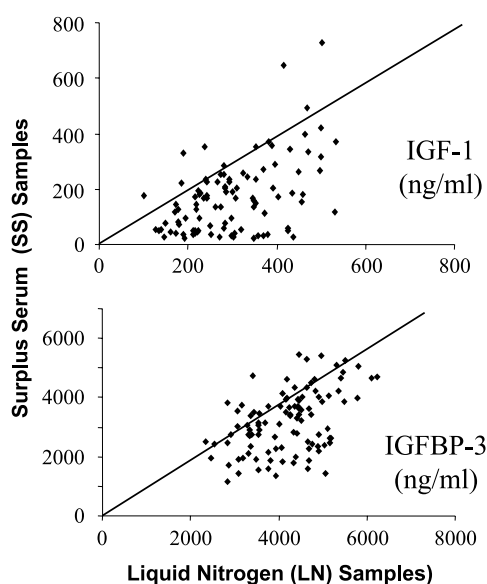 Surplus Serum (SS) Samples
800
600
400
200
0
0 200 400 600 800
IGF-1
(ng/ml)
6000
4000
2000
0
0 2000 4000 6000 8000
IGFBP-3
(ng/ml)
Liquid Nitrogen (LN) Samples)